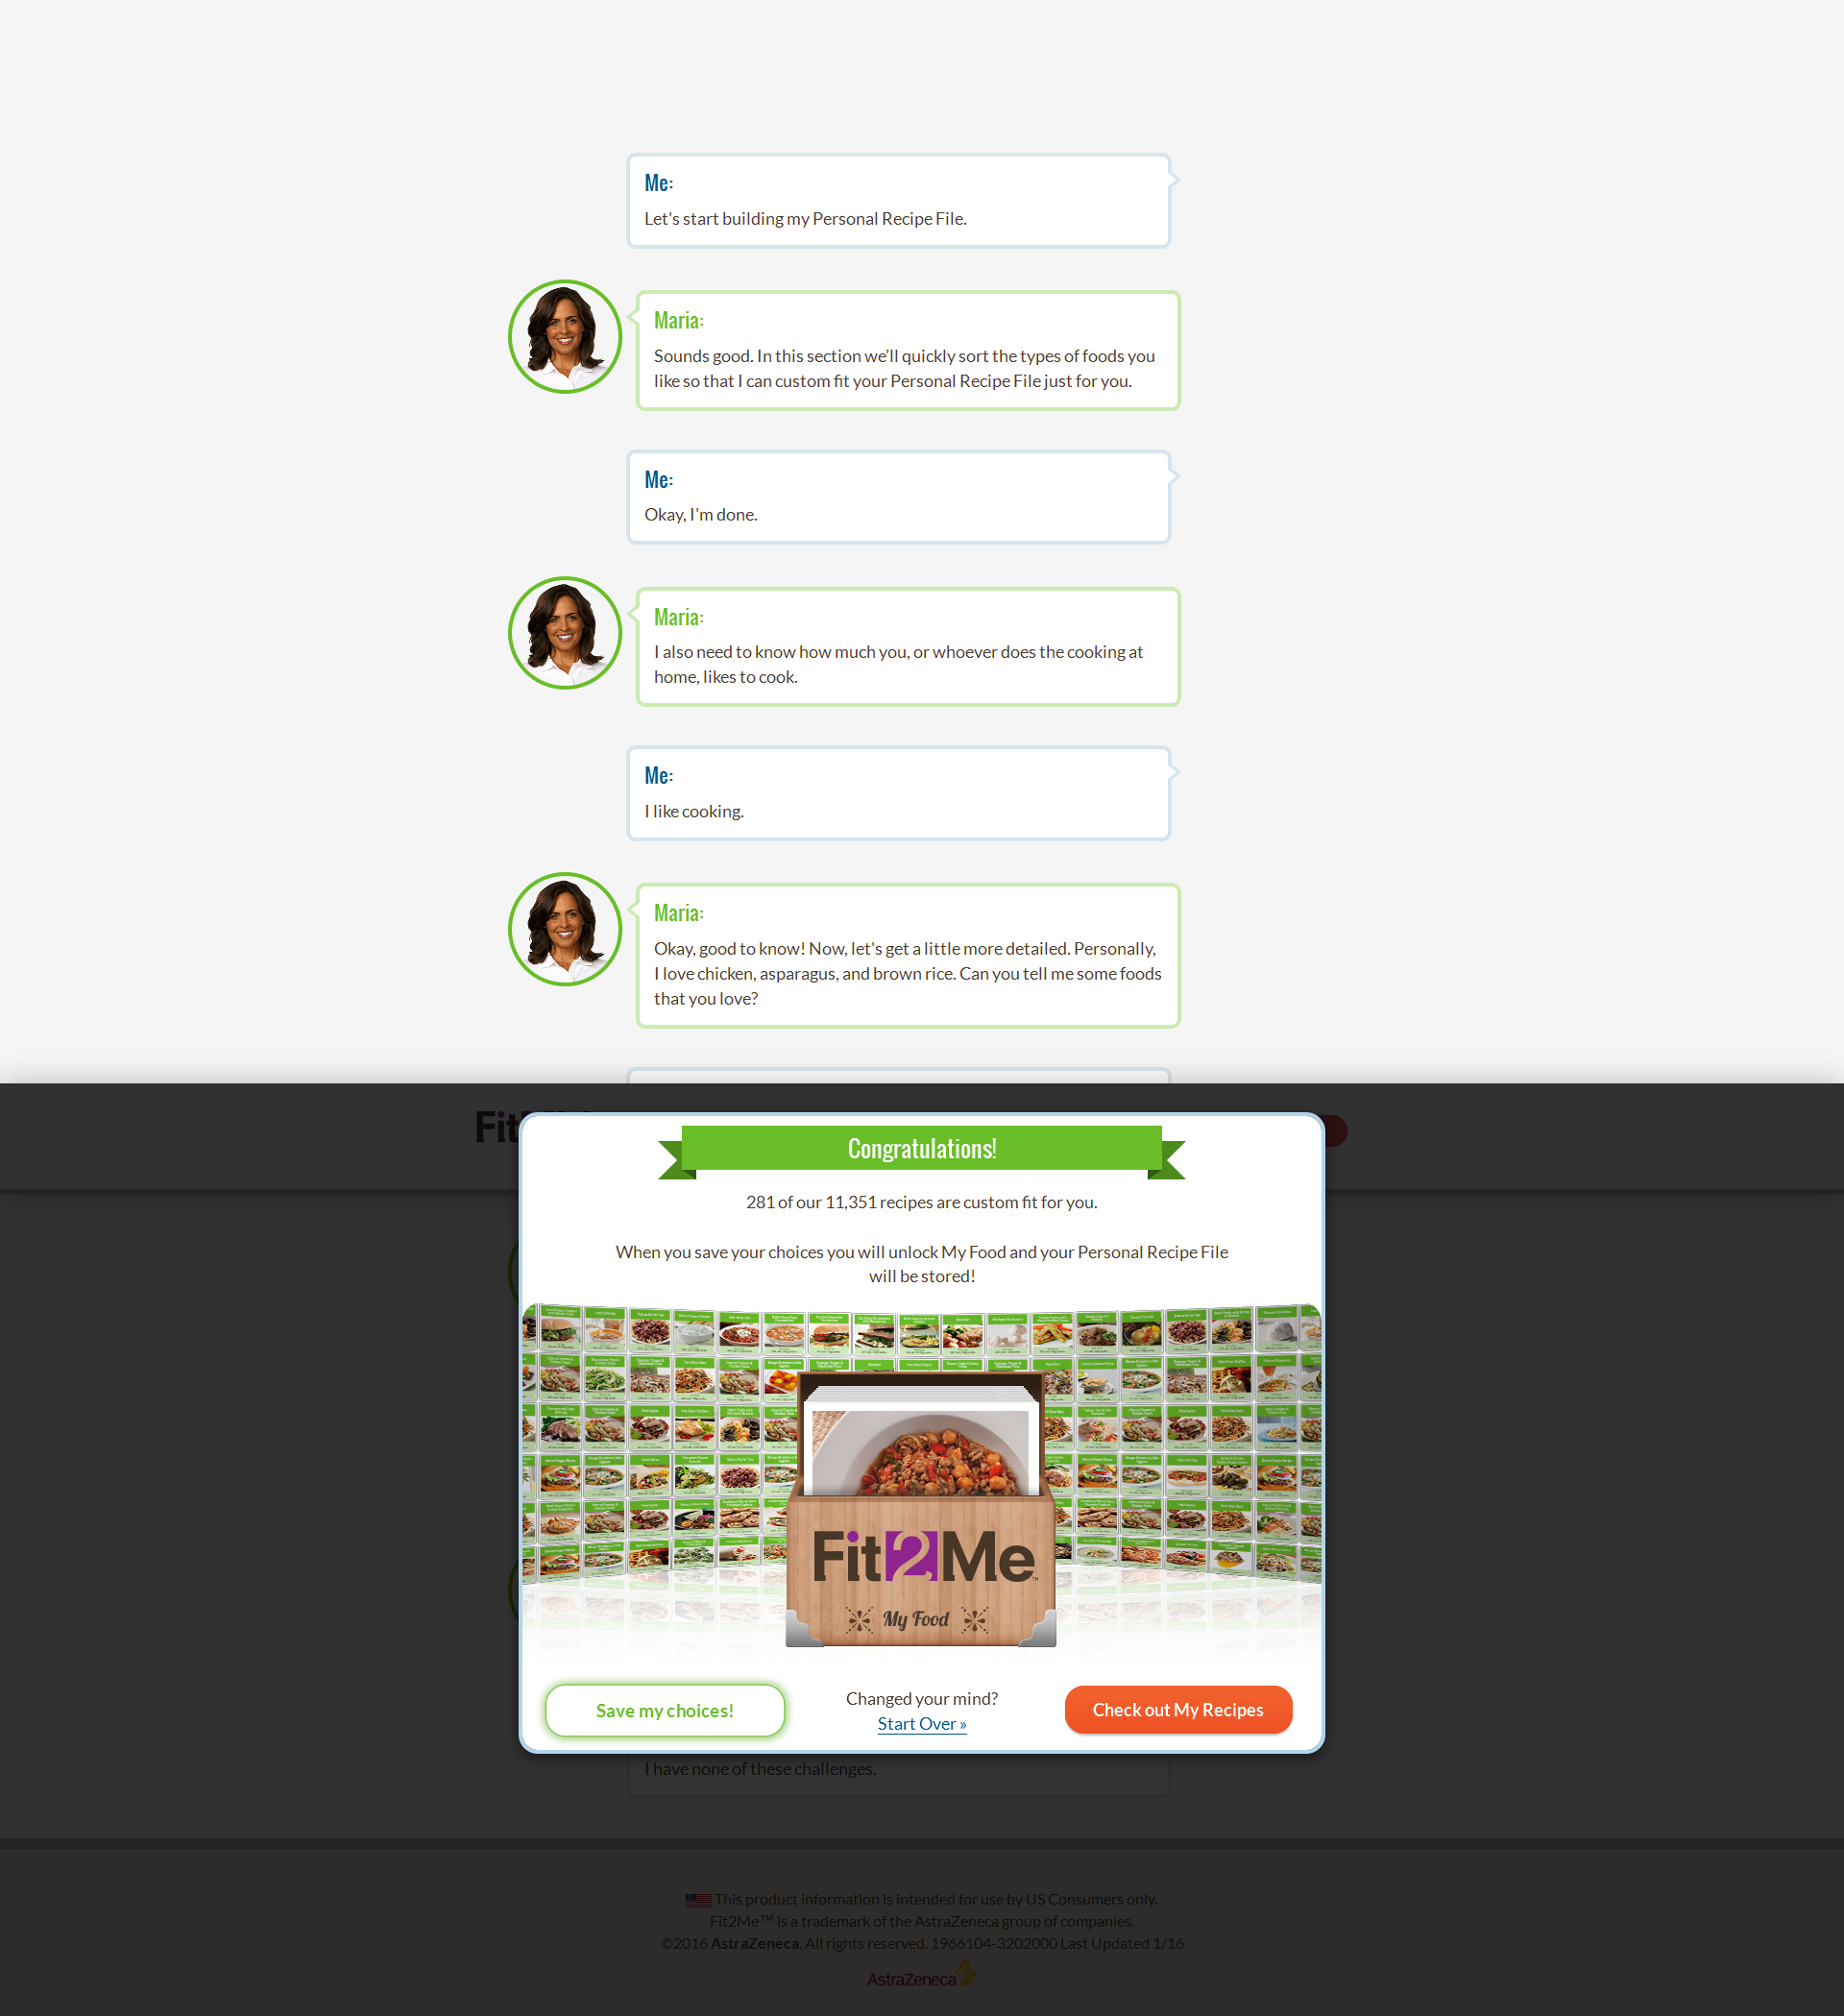 Me:
Let's start building my Personal Recipe File.
Maria:
Sounds good. In this section we’ll quickly sort the types of foods you
like so that I can custom fit your Personal Recipe File just for you.
Me:
Okay, I'm done.
Maria:
I also need to know how much you, or whoever does the cooking at
home, likes to cook.
Me:
I like cooking.
Maria:
Okay, good to know! Now, let's get a little more detailed. Personally,
I love chicken, asparagus, and brown rice. Can you tell me some foods
that you love?
Congratulations!
281 of our 11,351 recipes are custom fit for you.
When you save your choices you will unlock My Food and your Personal Recipe File
will be stored!
Fit2Me™
My Food
Save my choices!
Changed your mind?
Start Over »
Check out My Recipes
I have none of these challenges.
This product information is intended for use by US Consumers only.
Fit2Me™ is a trademark of the AstraZeneca group of companies.
©2016 AstraZeneca. All rights reserved. 1966104-3202000 Last Updated 1/16
AstraZeneca